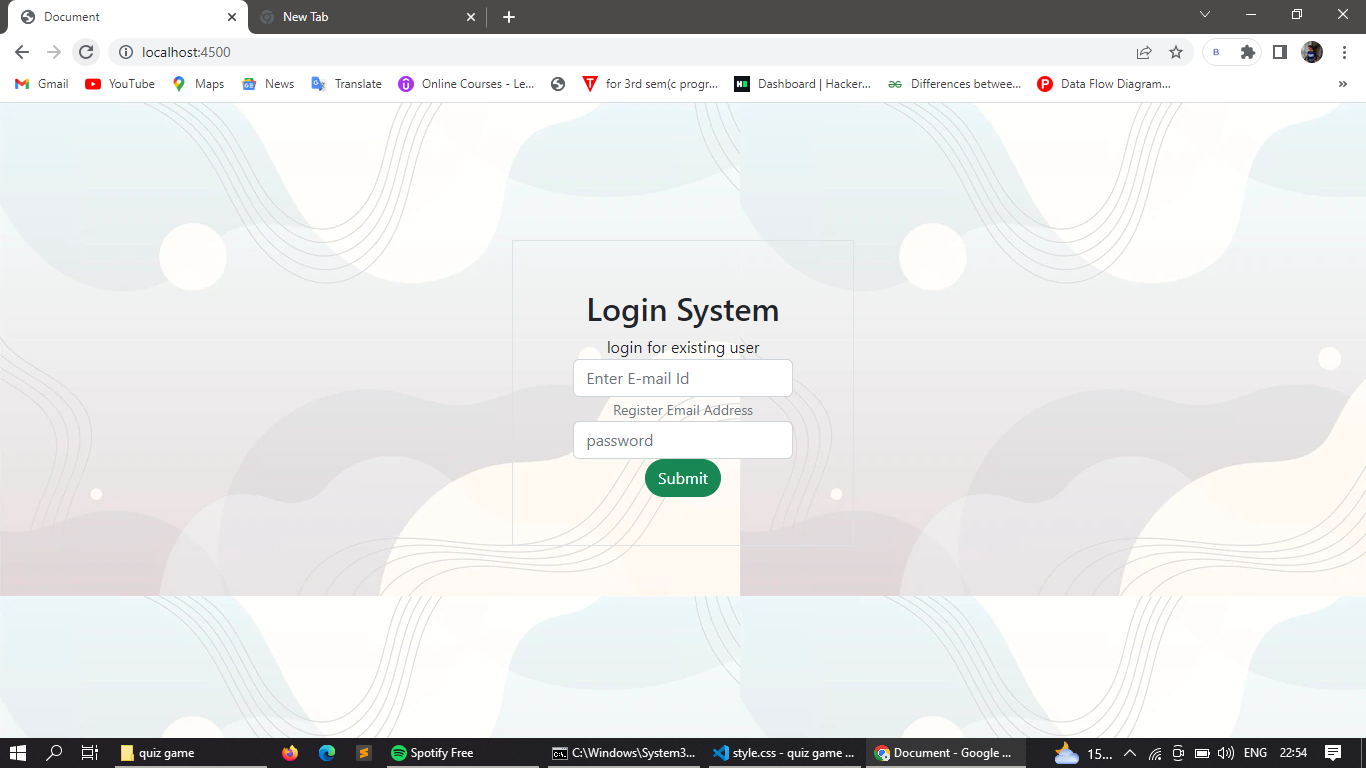 Document
New Tab
localhost:4500
B
Gmail
YouTube
Maps
News
Translate
Online Courses - Le...
for 3rd sem(c progr...
Dashboard | Hacker...
Differences betwee...
Data Flow Diagram...
»
Login System
login for existing user
Enter E-mail Id
Register Email Address
password
Submit
quiz game
Spotify Free
C:\Windows\System3...
style.css - quiz game ...
Document - Google ...
15...
ENG
22:54